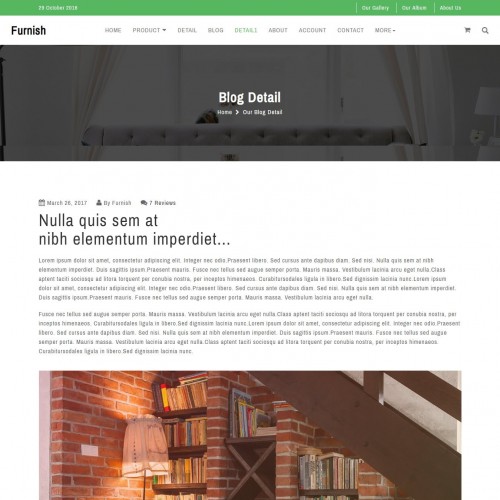 28 October 2016
Our Gallery
Our Album
About Us
Furnish
HOME
PRODUCT
DETAIL
BLOG
DETAIL1
ABOUT
ACCOUNT
CONTACT
MORE
Blog Detail
Home
Our Blog Detail
March 26, 2017
By Furnish
7 Reviews
Nulla quis sem at
nibh elementum imperdiet...
Lorem ipsum dolor sit amet, consectetur adipiscing elit. Integer nec odio.Praesent libero. Sed cursus ante dapibus diam. Sed nisi. Nulla quis sem at nibh
elementum imperdiet. Duis sagittis ipsum.Praesent mauris. Fusce nec tellus sed augue semper porta. Mauris massa. Vestibulum lacinia arcu eget nulla.Class
aptent taciti sociosqu ad litora torquent per conubia nostra, per inceptos himenaeos. Curabitursodales ligula in libero.Sed dignissim lacinia nunc. Lorem ipsum
dolor sit amet, consectetur adipiscing elit. Integer nec odio.Praesent libero. Sed cursus ante dapibus diam. Sed nisi. Nulla quis sem at nibh elementum imperdiet.
Duis sagittis ipsum.Praesent mauris. Fusce nec tellus sed augue semper porta. Mauris massa. Vestibulum lacinia arcu eget nulla.
Fusce nec tellus sed augue semper porta. Mauris massa. Vestibulum lacinia arcu eget nulla.Class aptent taciti sociosqu ad litora torquent per conubia nostra, per
inceptos himenaeos. Curabitursodales ligula in libero.Sed dignissim lacinia nunc.Lorem ipsum dolor sit amet, consectetur adipiscing elit. Integer nec odio.Praesent
libero. Sed cursus ante dapibus diam. Sed nisi. Nulla quis sem at nibh elementum imperdiet. Duis sagittis ipsum.Praesent mauris. Fusce nec tellus sed augue semper
porta. Mauris massa. Vestibulum lacinia arcu eget nulla.Class aptent taciti sociosqu ad litora torquent per conubia nostra, per inceptos himenaeos.
Curabitursodales ligula in libero.Sed dignissim lacinia nunc.